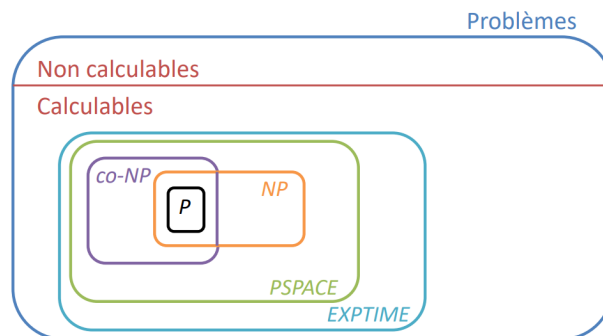 Problèmes
Non calculables
Calculables
co-NP
NP
P
PSPACE
EXPTIME